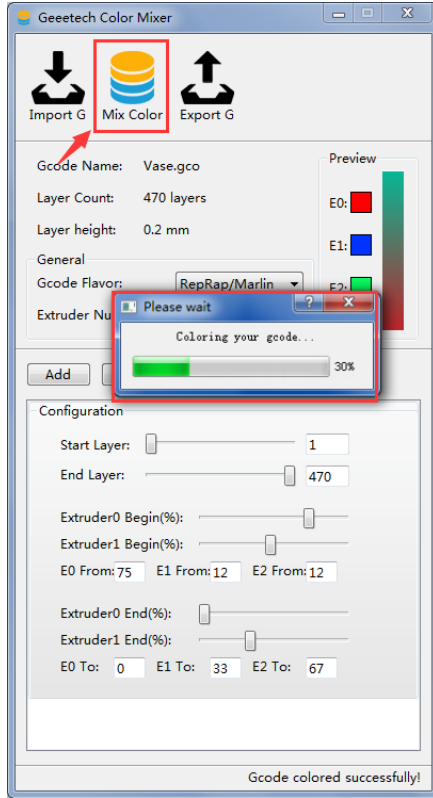 Geeetech Color Mixer
Import G Mix Color Export G
Gcode Name: Vase.gco
Preview
Layer Count: 470 layers
E0:
Layer height: 0.2 mm
E1:
General
Gcode Flavor: RepRap/Marlin
E2:
Please wait
Extruder Nu
Coloring your gcode...
30%
Add
Configuration
Start Layer: 1
End Layer: 470
Extruder0 Begin(%):
Extruder1 Begin(%):
E0 From: 75 E1 From: 12 E2 From: 12
Extruder0 End(%):
Extruder1 End(%):
E0 To: 0 E1 To: 33 E2 To: 67
Gcode colored successfully!